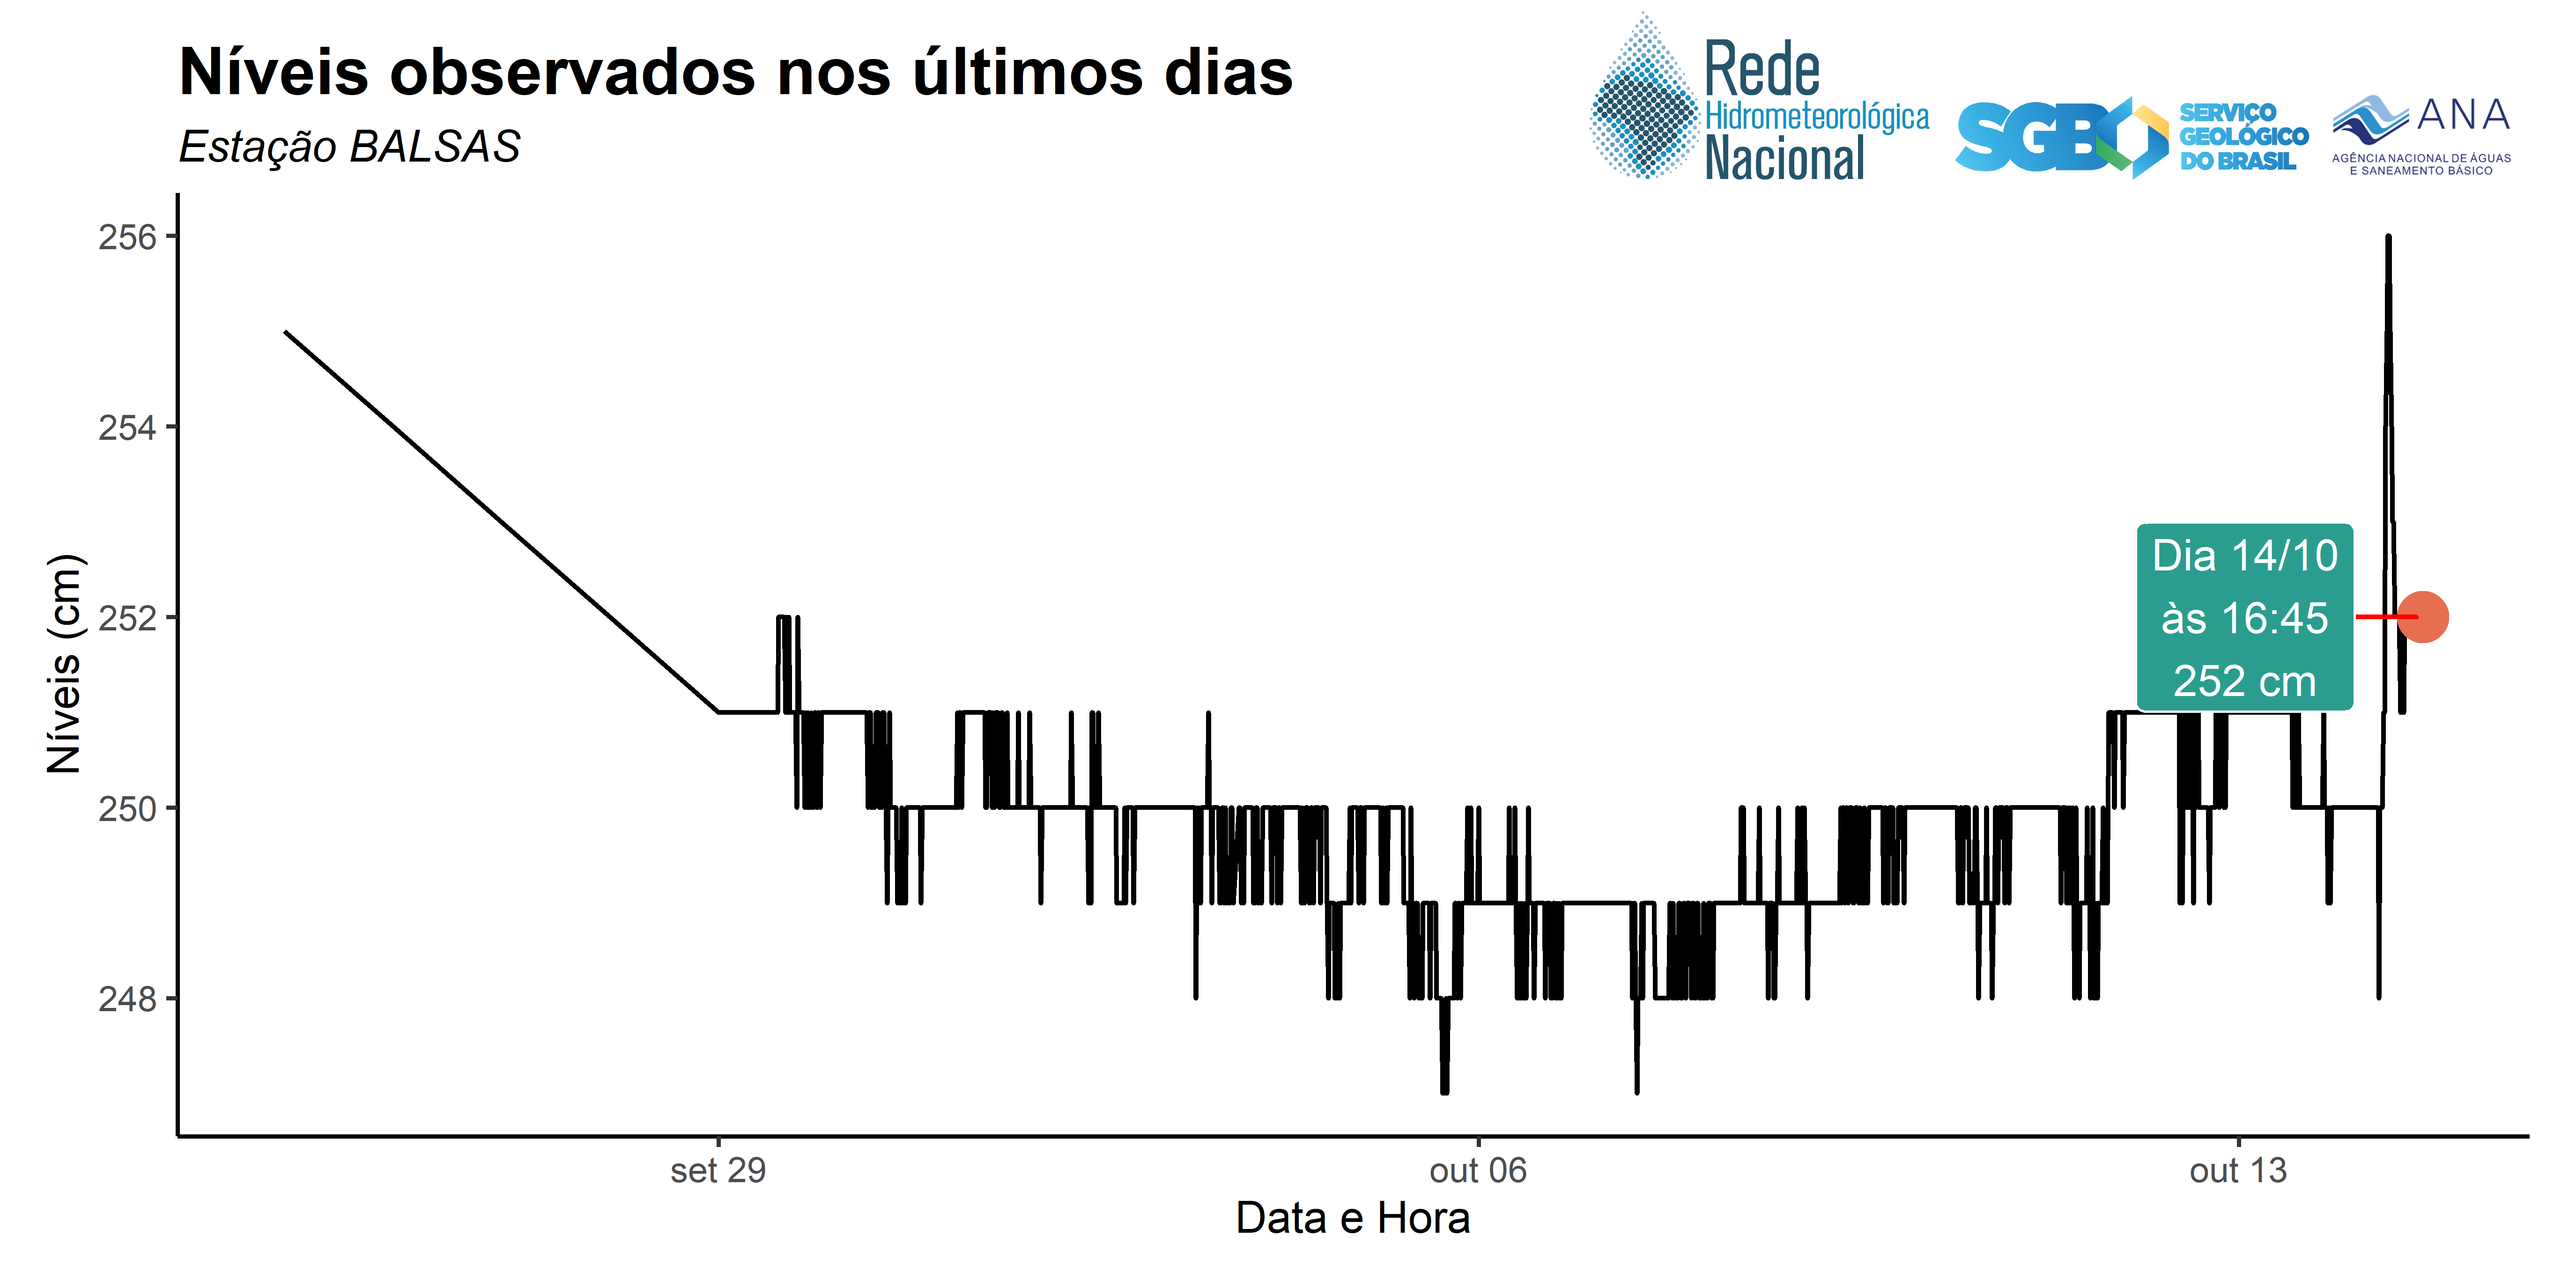 Níveis observados nos últimos dias
Estação BALSAS
Rede
Hidrometeorológica
Nacional
SGB
SERVIÇO
GEOLÓGICO
DO BRASIL
ANA
AGÊNCIA NACIONAL DE ÁGUAS
E SANEAMENTO BÁSICO
Níveis (cm)
256
254
252
250
248
Dia 14/10
às 16:45
252 cm
set 29
out 06
out 13
Data e Hora